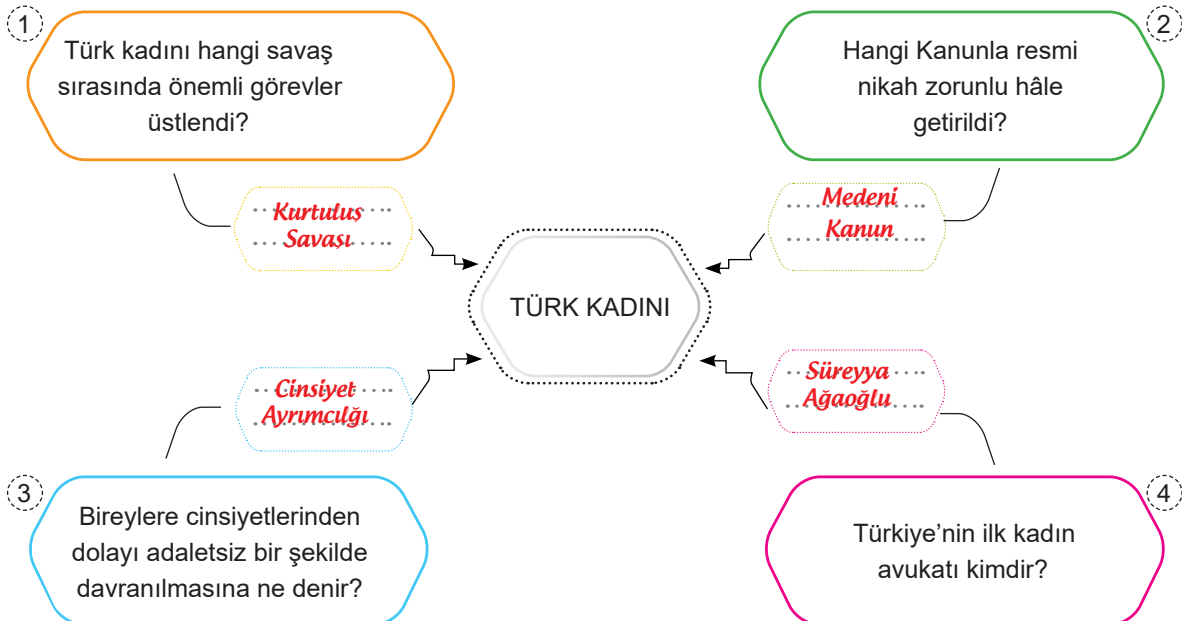 1
Türk kadını hangi savaş
sırasında önemli görevler
üstlendi?
2
Hangi Kanunla resmi
nikah zorunlu hâle
getirildi?
Kurtuluş
Savaşı
Medeni
Kanun
TÜRK KADINI
Cinsiyet
Ayrımcılğı
Süreyya
Ağaoğlu
3
Bireylere cinsiyetlerinden
dolayı adaletsiz bir şekilde
davranılmasına ne denir?
4
Türkiye’nin ilk kadın
avukatı kimdir?